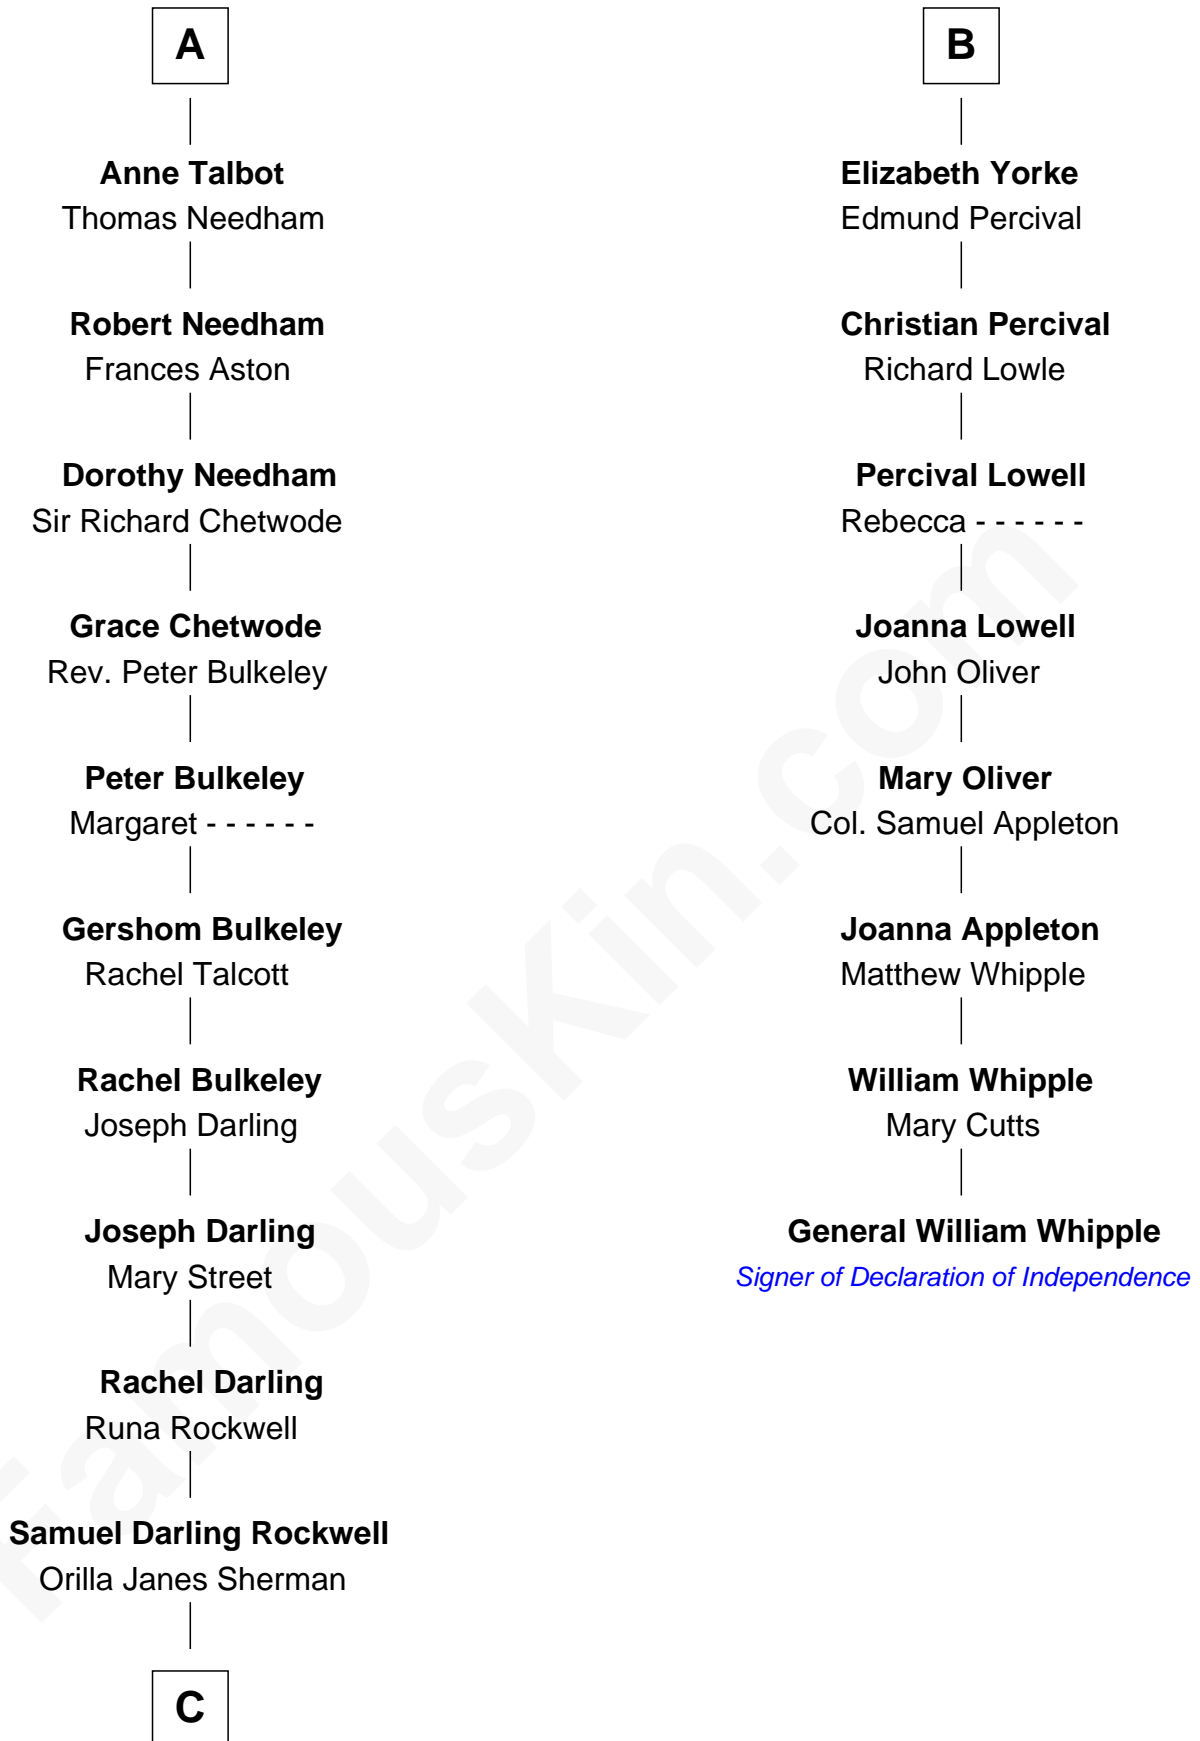 A
Anne Talbot
Thomas Needham
Robert Needham
Frances Aston
Dorothy Needham
Sir Richard Chetwode
Grace Chetwode
Rev. Peter Bulkeley
Peter Bulkeley
Margaret - - - - - -
Gershom Bulkeley
Rachel Talcott
Rachel Bulkeley
Joseph Darling
Joseph Darling
Mary Street
Rachel Darling
Runa Rockwell
Samuel Darling Rockwell
Orilla Janes Sherman
C
B
Elizabeth Yorke
Edmund Percival
Christian Percival
Richard Lowle
Percival Lowell
Rebecca - - - - - -
Joanna Lowell
John Oliver
Mary Oliver
Col. Samuel Appleton
Joanna Appleton
Matthew Whipple
William Whipple
Mary Cutts
General William Whipple
Signer of Declaration of Independence
FamousKin.com